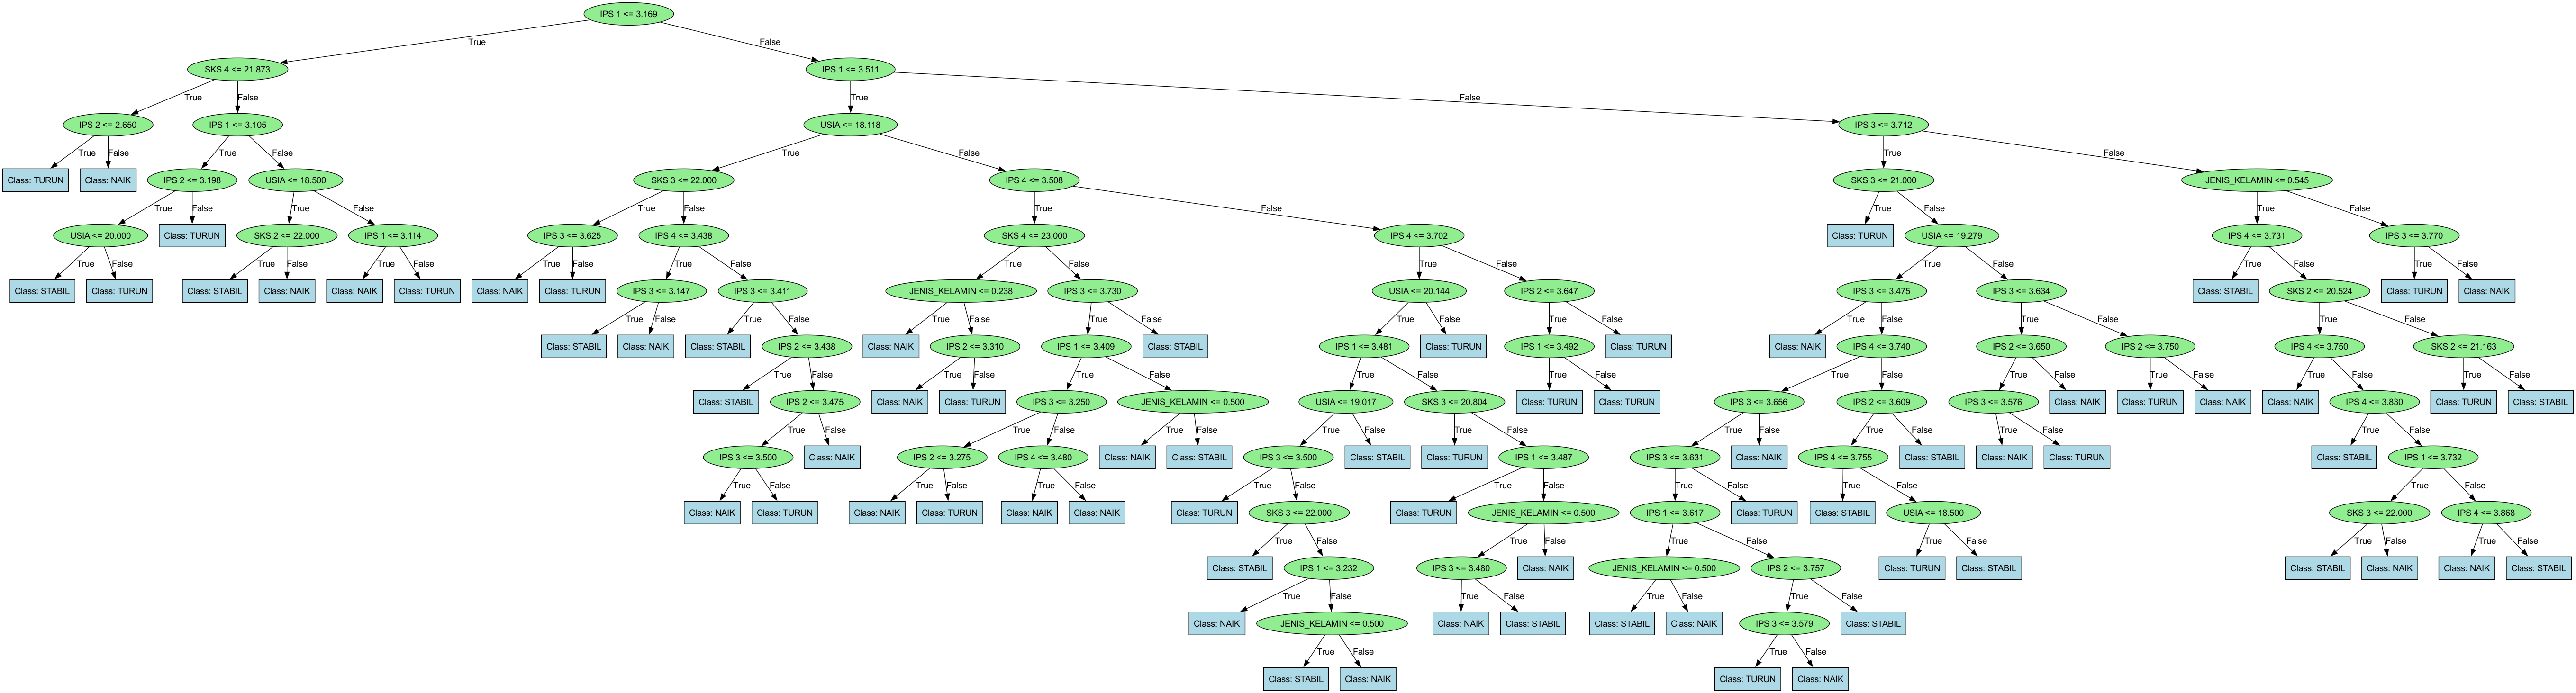 IPS 1 <= 3.169
True False
SKS 4 <= 21.873 IPS 1 <= 3.511
True False True False
IPS 2 <= 2.650 IPS 1 <= 3.105 USIA <= 18.118 IPS 3 <= 3.712
True False True False True False True False
Class: TURUN Class: NAIK IPS 2 <= 3.198 USIA <= 18.500 SKS 3 <= 22.000 IPS 4 <= 3.508 SKS 3 <= 21.000 JENIS_KELAMIN <= 0.545
True False True False True False True False True False True False
USIA <= 20.000 Class: TURUN SKS 2 <= 22.000 IPS 1 <= 3.114 IPS 3 <= 3.625 IPS 4 <= 3.438 SKS 4 <= 23.000 IPS 4 <= 3.702 Class: TURUN USIA <= 19.279 IPS 4 <= 3.731 IPS 3 <= 3.770
True False True False True False True False True False True False True False True False True False True False
Class: STABIL Class: TURUN Class: STABIL Class: NAIK Class: NAIK Class: TURUN Class: NAIK Class: TURUN IPS 3 <= 3.147 IPS 3 <= 3.411 JENIS_KELAMIN <= 0.238 IPS 3 <= 3.730 USIA <= 20.144 IPS 2 <= 3.647 IPS 3 <= 3.475 IPS 3 <= 3.634 Class: STABIL SKS 2 <= 20.524 Class: TURUN Class: NAIK
True False True False True False True False True False True False True False True False True False
Class: STABIL Class: NAIK Class: STABIL IPS 2 <= 3.438 Class: NAIK IPS 2 <= 3.310 IPS 1 <= 3.409 Class: STABIL IPS 1 <= 3.481 Class: TURUN IPS 1 <= 3.492 Class: TURUN Class: NAIK IPS 4 <= 3.740 IPS 2 <= 3.650 IPS 2 <= 3.750 IPS 4 <= 3.750 SKS 2 <= 21.163
True False True False True False True False True False True False True False True False True False True False
Class: STABIL IPS 2 <= 3.475 Class: NAIK Class: TURUN IPS 3 <= 3.250 JENIS_KELAMIN <= 0.500 USIA <= 19.017 SKS 3 <= 20.804 Class: TURUN Class: TURUN IPS 3 <= 3.656 IPS 2 <= 3.609 IPS 3 <= 3.576 Class: NAIK Class: TURUN Class: NAIK Class: NAIK IPS 4 <= 3.830 Class: TURUN Class: STABIL
True False True False True False True False True False True False True False True False True False
IPS 3 <= 3.500 Class: NAIK IPS 2 <= 3.275 IPS 4 <= 3.480 Class: NAIK Class: STABIL IPS 3 <= 3.500 Class: STABIL Class: TURUN IPS 1 <= 3.487 IPS 3 <= 3.631 Class: NAIK IPS 4 <= 3.755 Class: STABIL Class: NAIK Class: TURUN Class: STABIL IPS 1 <= 3.732
True False True False True False True False True False True False True False True False
Class: NAIK Class: TURUN Class: NAIK Class: TURUN Class: NAIK Class: NAIK Class: TURUN SKS 3 <= 22.000 Class: TURUN JENIS_KELAMIN <= 0.500 IPS 1 <= 3.617 Class: TURUN Class: STABIL USIA <= 18.500 SKS 3 <= 22.000 IPS 4 <= 3.868
True False True False True False True False True False True False
Class: STABIL IPS 1 <= 3.232 IPS 3 <= 3.480 Class: NAIK JENIS_KELAMIN <= 0.500 IPS 2 <= 3.757 Class: TURUN Class: STABIL Class: STABIL Class: NAIK Class: NAIK Class: STABIL
True False True False True False True False
Class: NAIK JENIS_KELAMIN <= 0.500 Class: NAIK Class: STABIL Class: STABIL Class: NAIK IPS 3 <= 3.579 Class: STABIL
True False True False
Class: STABIL Class: NAIK Class: TURUN Class: NAIK